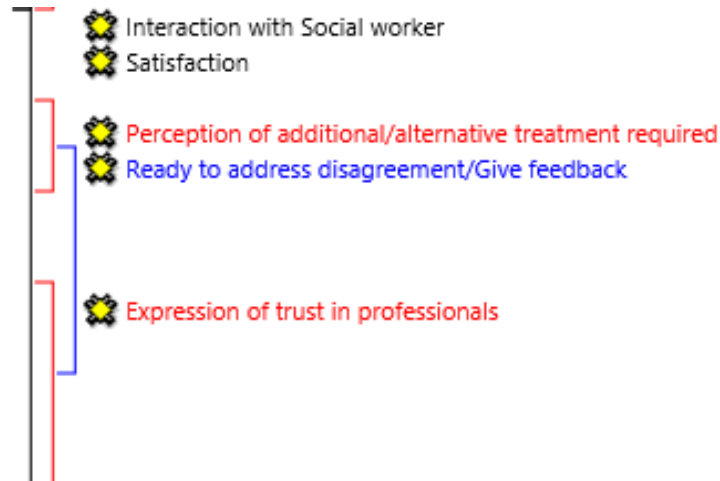 Interaction with Social worker
Satisfaction
Perception of additional/alternative treatment required
Ready to address disagreement/Give feedback
Expression of trust in professionals